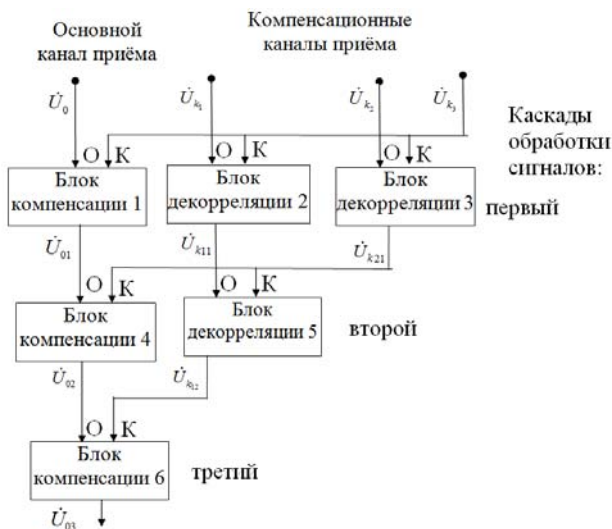 Основной
канал приёма
Компенсационные
каналы приёма
U̇₀
U̇ₖ₁
U̇ₖ₂
U̇ₖ₃
Каскады
обработки
сигналов:
О К
О К
О К
Блок
компенсации 1
Блок
декорреляции 2
Блок
декорреляции 3
первый
U̇₀₁
U̇ₖ₁₁
U̇ₖ₂₁
О К
О К
Блок
компенсации 4
Блок
декорреляции 5
второй
U̇₀₂
U̇ₖ₁₂
О К
Блок
компенсации 6
третий
U̇₀₃